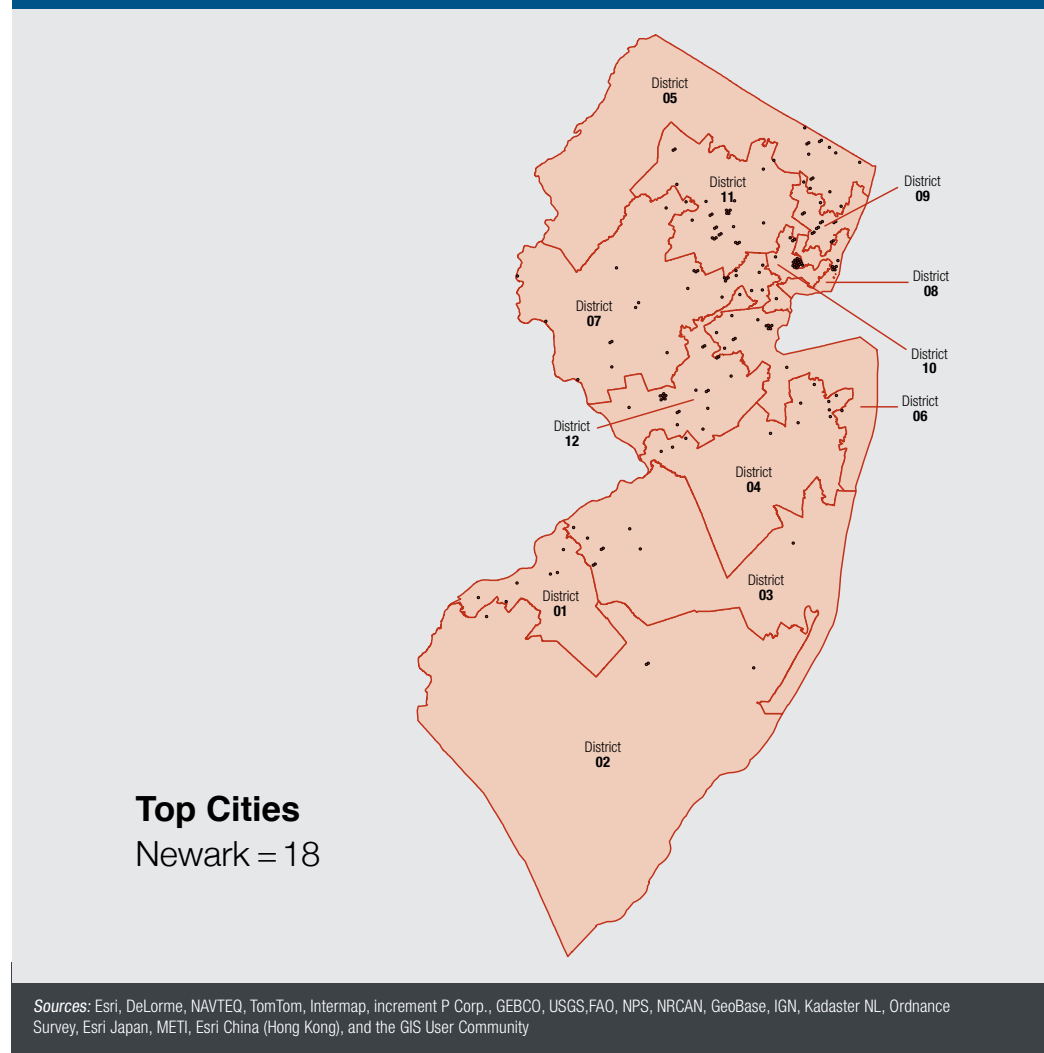 District
05
District
11
District
09
District
08
District
07
District
10
District
06
District
12
District
04
District
03
District
01
District
02
Top Cities
Newark = 18
Sources: Esri, DeLorme, NAVTEQ, TomTom, Intermap, increment P Corp., GEBCO, USGS,FAO, NPS, NRCAN, GeoBase, IGN, Kadaster NL, Ordnance
Survey, Esri Japan, METI, Esri China (Hong Kong), and the GIS User Community